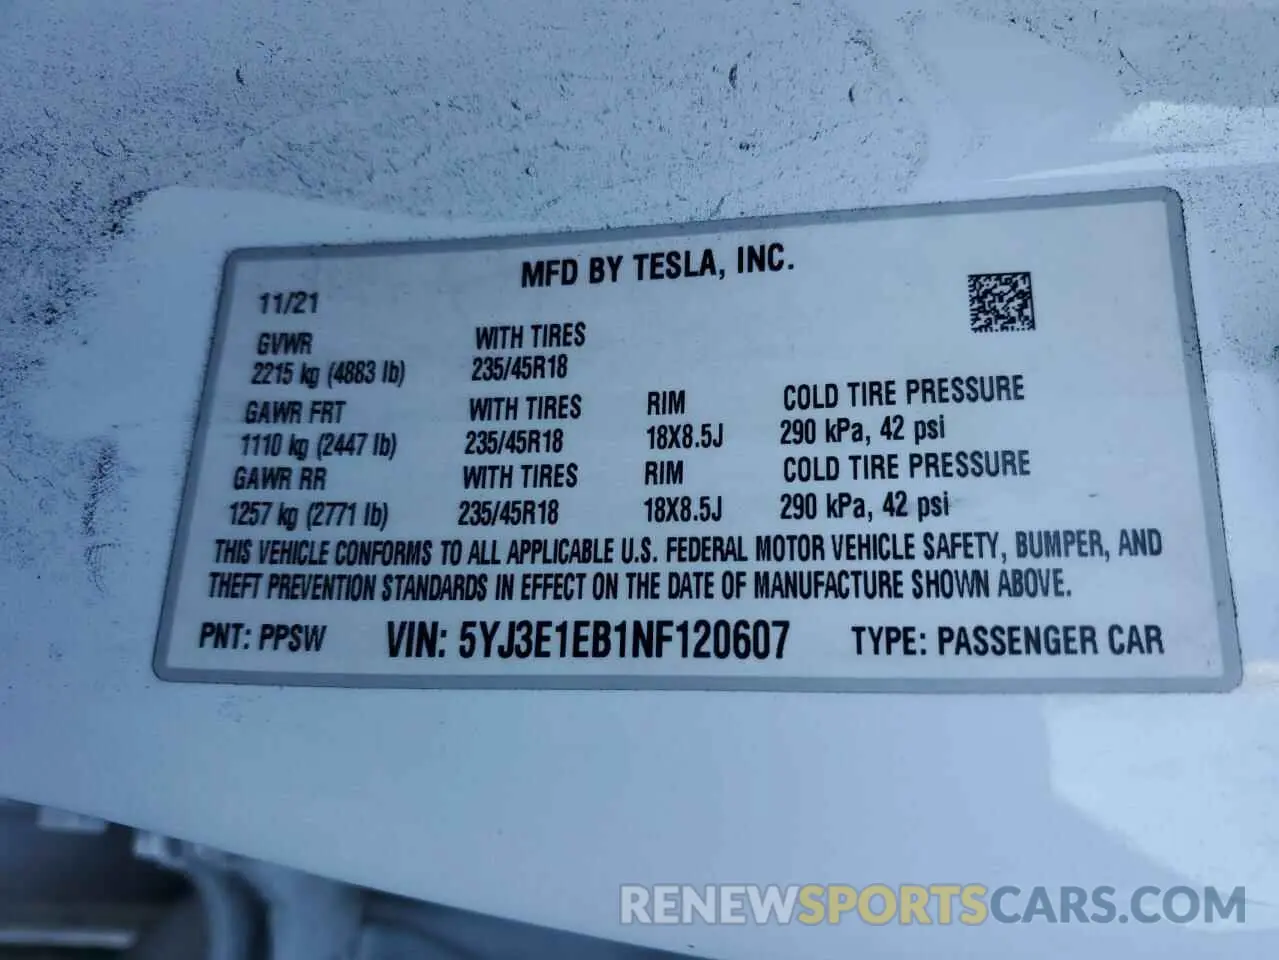 MFD BY TESLA, INC.
11/21
GVWR WITH TIRES
2215 kg (4883 lb) 235/45R18
GAWR FRT WITH TIRES RIM COLD TIRE PRESSURE
1110 kg (2447 lb) 235/45R18 18X8.5J 290 kPa, 42 psi
GAWR RR WITH TIRES RIM COLD TIRE PRESSURE
1257 kg (2771 lb) 235/45R18 18X8.5J 290 kPa, 42 psi
THIS VEHICLE CONFORMS TO ALL APPLICABLE U.S. FEDERAL MOTOR VEHICLE SAFETY, BUMPER, AND
THEFT PREVENTION STANDARDS IN EFFECT ON THE DATE OF MANUFACTURE SHOWN ABOVE.
PNT: PPSW VIN: 5YJ3E1EB1NF120607 TYPE: PASSENGER CAR
RENEWSPORTSCARS.COM